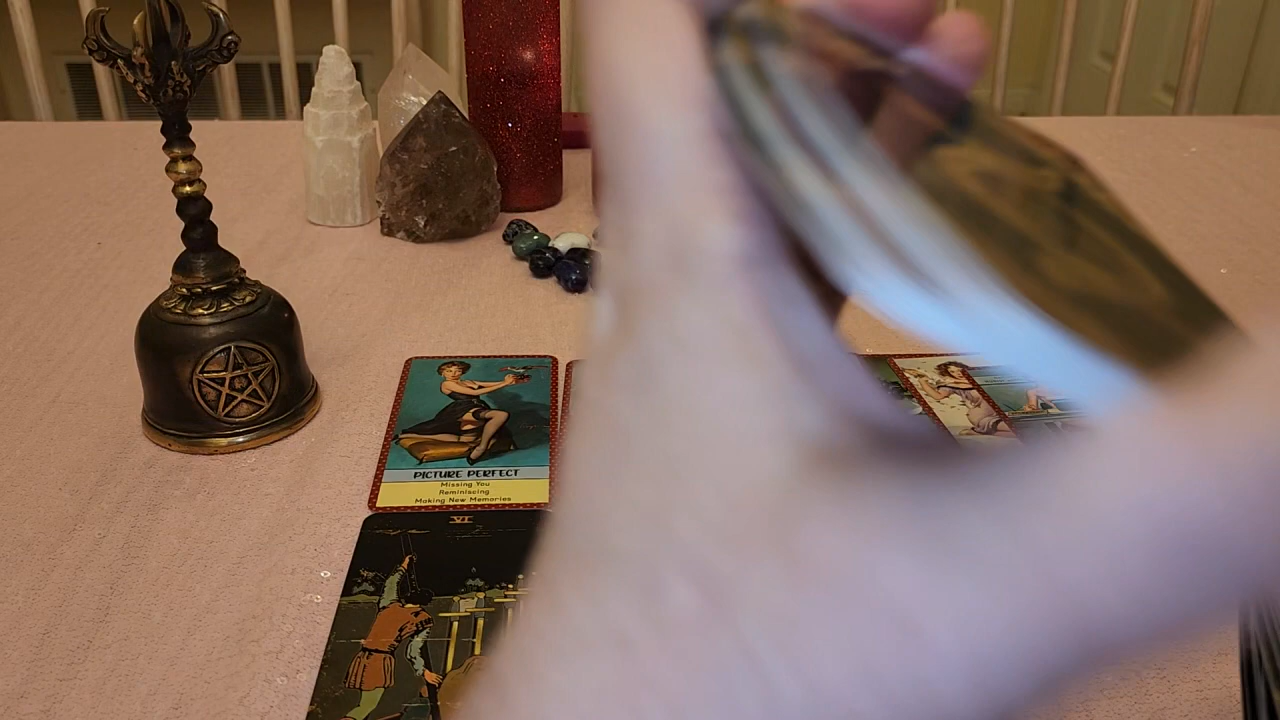 PICTURE PERFECT
Missing You
Reminiscing
Making New Memories
VI